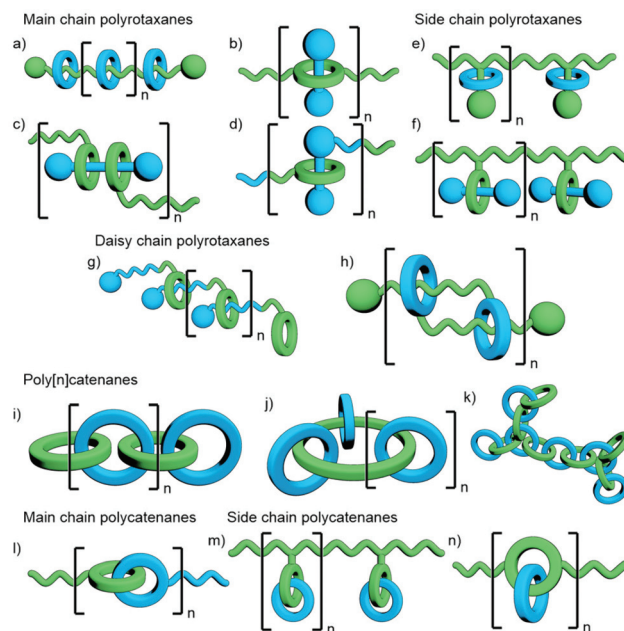 Main chain polyrotaxanes
Side chain polyrotaxanes
a)
n
b)
n
e)
n
c)
n
d)
n
f)
n
Daisy chain polyrotaxanes
g)
n
h)
n
Poly[n]catenanes
i)
n
j)
n
k)
Main chain polycatenanes
Side chain polycatenanes
l)
n
m)
n
n)
n